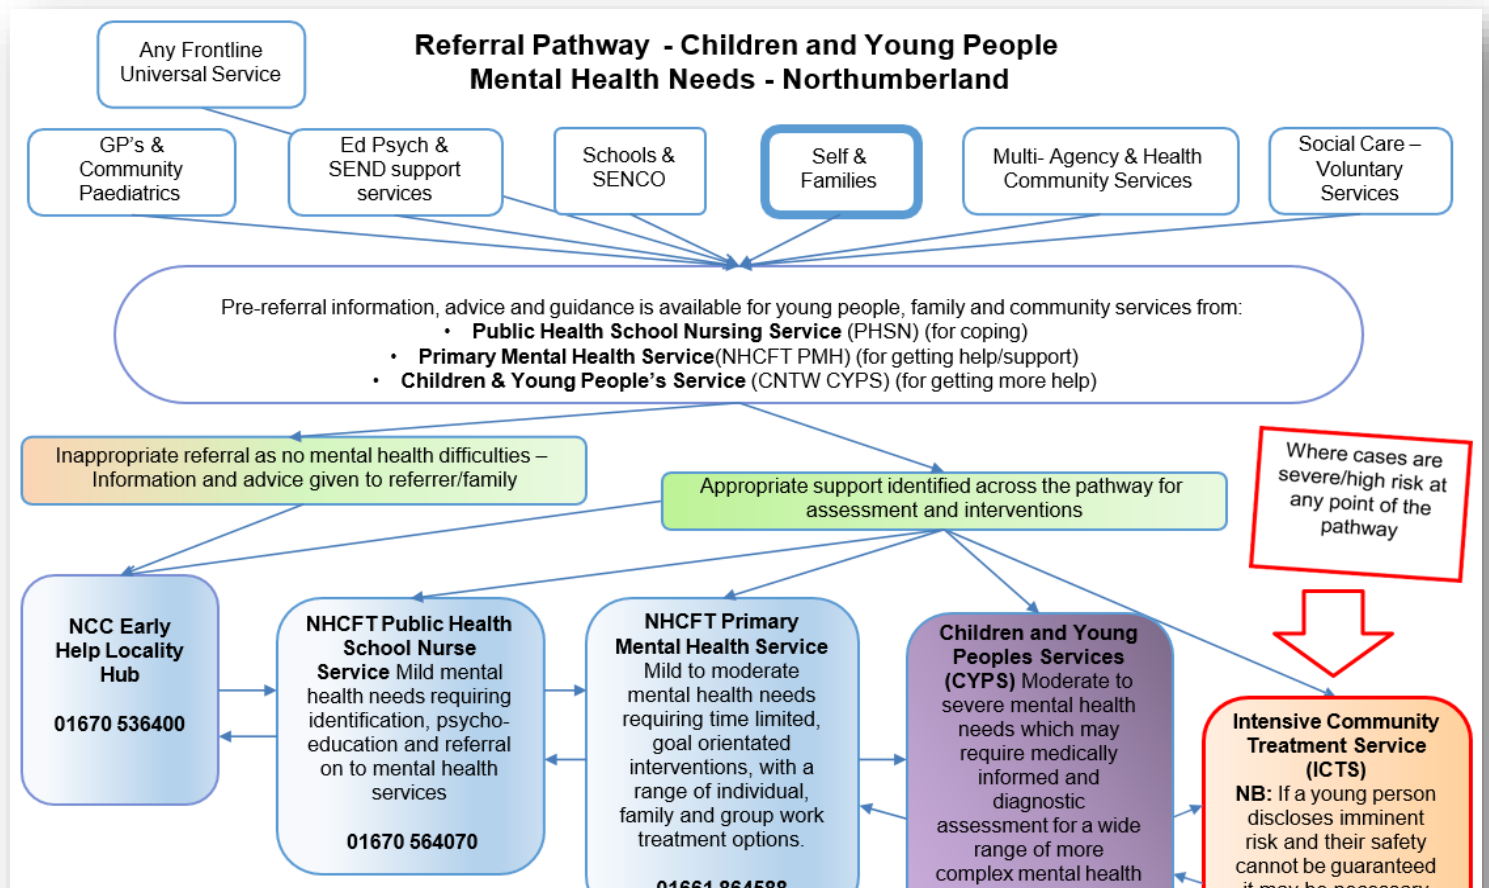 Referral Pathway - Children and Young People
Mental Health Needs - Northumberland
Any Frontline
Universal Service
GP's &
Community
Paediatrics
Ed Psych &
SEND support
services
Schools &
SENCO
Self &
Families
Multi- Agency & Health
Community Services
Social Care –
Voluntary
Services
Pre-referral information, advice and guidance is available for young people, family and community services from:
• Public Health School Nursing Service (PHSN) (for coping)
• Primary Mental Health Service(NHCFT PMH) (for getting help/support)
• Children & Young People's Service (CNTW CYPS) (for getting more help)
Inappropriate referral as no mental health difficulties –
Information and advice given to referrer/family
Appropriate support identified across the pathway for
assessment and interventions
Where cases are
severe/high risk at
any point of the
pathway
NCC Early
Help Locality
Hub
01670 536400
NHCFT Public Health
School Nurse
Service Mild mental
health needs requiring
identification, psycho-
education and referral
on to mental health
services
01670 564070
NHCFT Primary
Mental Health Service
Mild to moderate
mental health needs
requiring time limited,
goal orientated
interventions, with a
range of individual,
family and group work
treatment options.
01661 864588
Children and Young
Peoples Services
(CYPS) Moderate to
severe mental health
needs which may
require medically
informed and
diagnostic
assessment for a wide
range of more
complex mental health
Intensive Community
Treatment Service
(ICTS)
NB: If a young person
discloses imminent
risk and their safety
cannot be guaranteed
it may be necessary